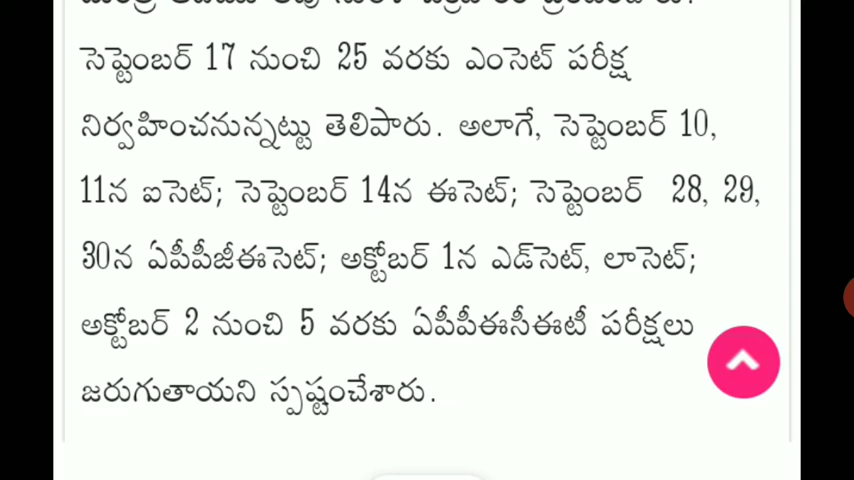 సెప్టెంబర్ 17 నుంచి 25 వరకు ఎంసెట్ పరీక్ష
నిర్వహించనున్నట్టు తెలిపారు. అలాగే, సెప్టెంబర్ 10,
11న ఐసెట్; సెప్టెంబర్ 14న ఈసెట్; సెప్టెంబర్ 28, 29,
30న ఏపీపీజీఈసెట్; అక్టోబర్ 1న ఎడ్‌సెట్, లాసెట్;
అక్టోబర్ 2 నుంచి 5 వరకు ఏపీపీఈసీఈటీ పరీక్షలు
జరుగుతాయని స్పష్టంచేశారు.